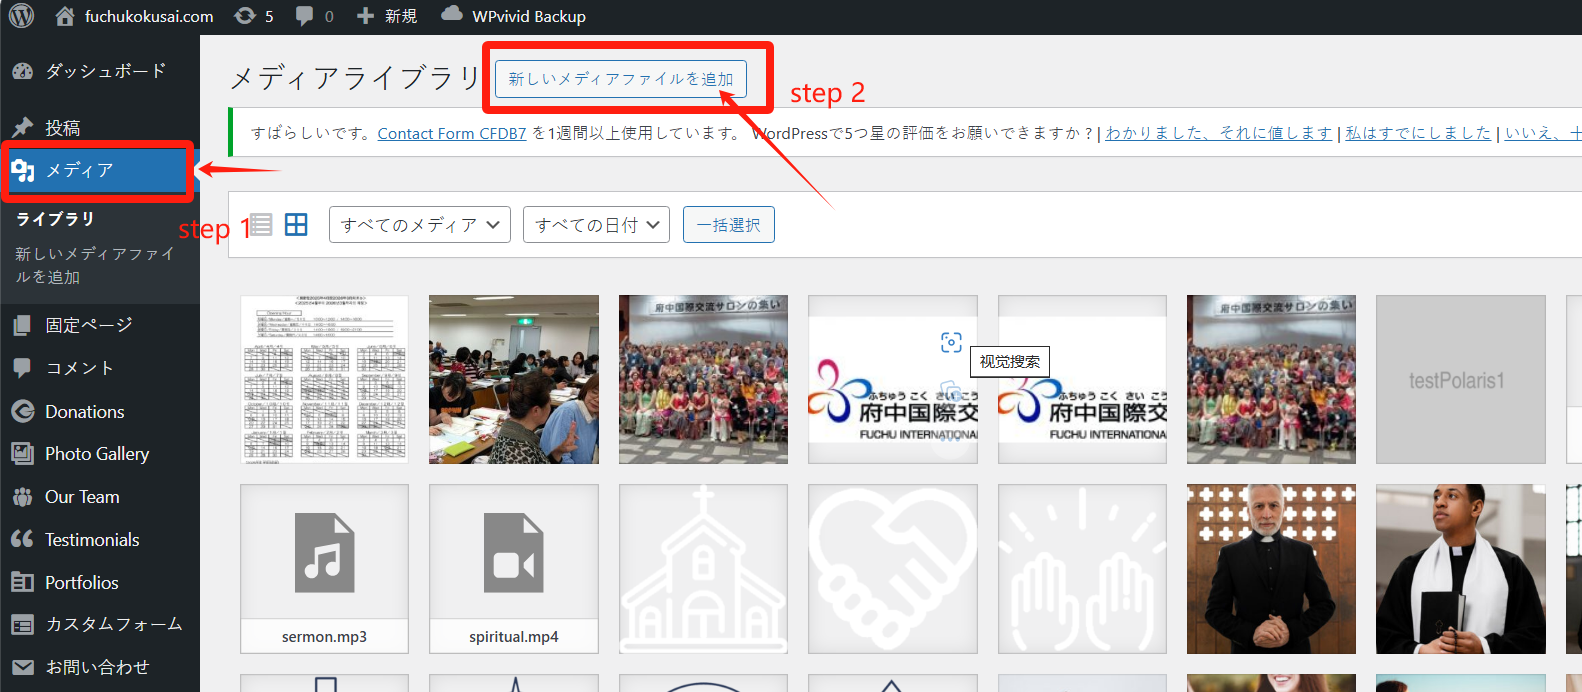 fuchukokusai.com 5 0 新規 WPvivid Backup
ダッシュボード
投稿
メディア
ライブラリ
新しいメディアファイ
ルを追加
固定ページ
コメント
Donations
Photo Gallery
Our Team
Testimonials
Portfolios
カスタムフォーム
お問い合わせ
step 1
メディアライブラリ 新しいメディアファイルを追加
step 2
すばらしいです。Contact Form CFDB7 を1週間以上使用しています。 WordPressで5つ星の評価をお願いできますか ? | わかりました、それに値します | 私はすでにしました | いいえ、十
すべてのメディア すべての日付 一括選択
府中国際交流サロンの集い
ふちゅう こく さい こう
府中国際交
FUCHU INTERNATIONA
视觉搜索
ふちゅう こく さい こう
府中国際交
FUCHU INTERNATIONAL
府中国際交流サロンの集い
testPolaris1
sermon.mp3
spiritual.mp4